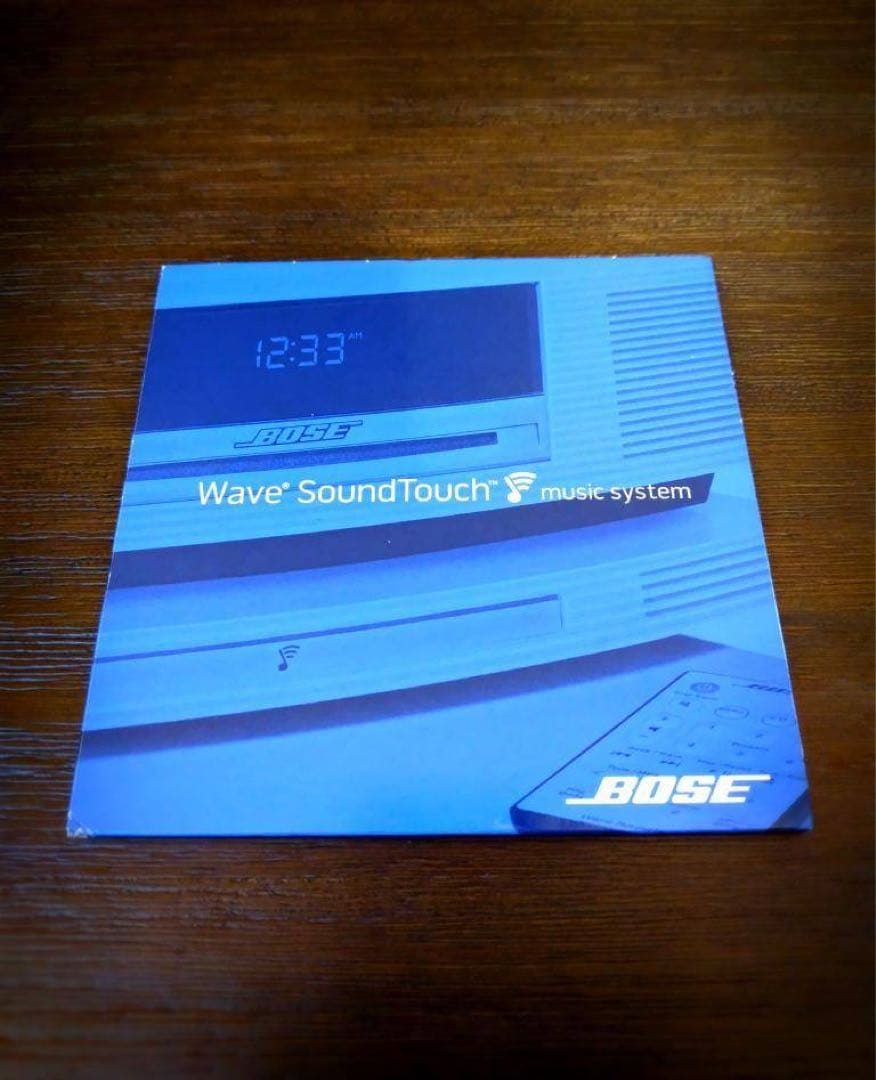 12:33 AM
BOSE
Wave® SoundTouch™ music system
BOSE